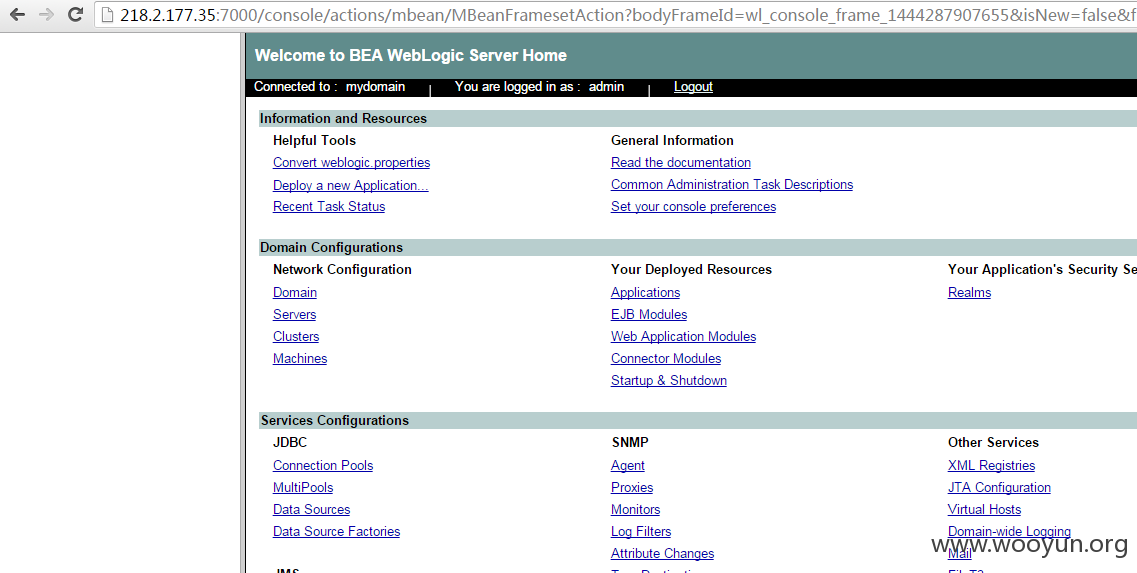 218.2.177.35:7000/console/actions/mbean/MBeanFramesetAction?bodyFrameId=wl_console_frame_1444287907655&isNew=false&f
Welcome to BEA WebLogic Server Home
Connected to : mydomain | You are logged in as : admin | Logout
Information and Resources
Helpful Tools General Information
Convert weblogic.properties Read the documentation
Deploy a new Application... Common Administration Task Descriptions
Recent Task Status Set your console preferences
Domain Configurations
Network Configuration Your Deployed Resources Your Application's Security Se
Domain Applications Realms
Servers EJB Modules
Clusters Web Application Modules
Machines Connector Modules
Startup & Shutdown
Services Configurations
JDBC SNMP Other Services
Connection Pools Agent XML Registries
MultiPools Proxies JTA Configuration
Data Sources Monitors Virtual Hosts
Data Source Factories Log Filters Domain-wide Logging
Attribute Changes Mail
www.wooyun.org